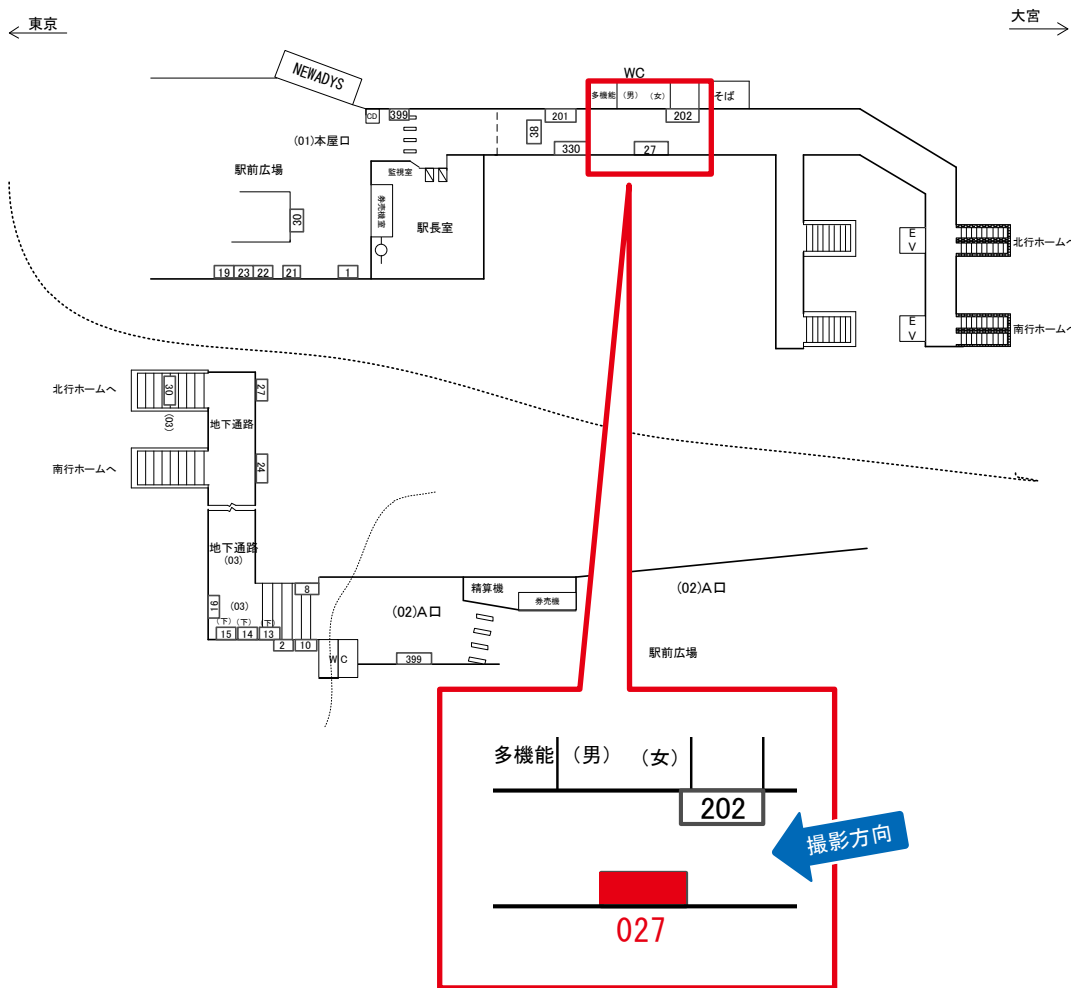 東京
大宮
NEWADYS
WC
多機能
(男)
(女)
そば
CD
399
201
202
38
(01)本屋口
330
27
監視室
駅前広場
券売機室
駅長室
30
E
V
北行ホームへ
19
23
22
21
1
E
V
南行ホームへ
北行ホームへ
30
(03)
27
地下通路
南行ホームへ
24
地下通路
(03)
8
精算機
券売機
(02)A口
(02)A口
16
(03)
(下)
(下)
(下)
15
14
13
2
10
WC
399
駅前広場
多機能
(男)
(女)
202
撮影方向
027